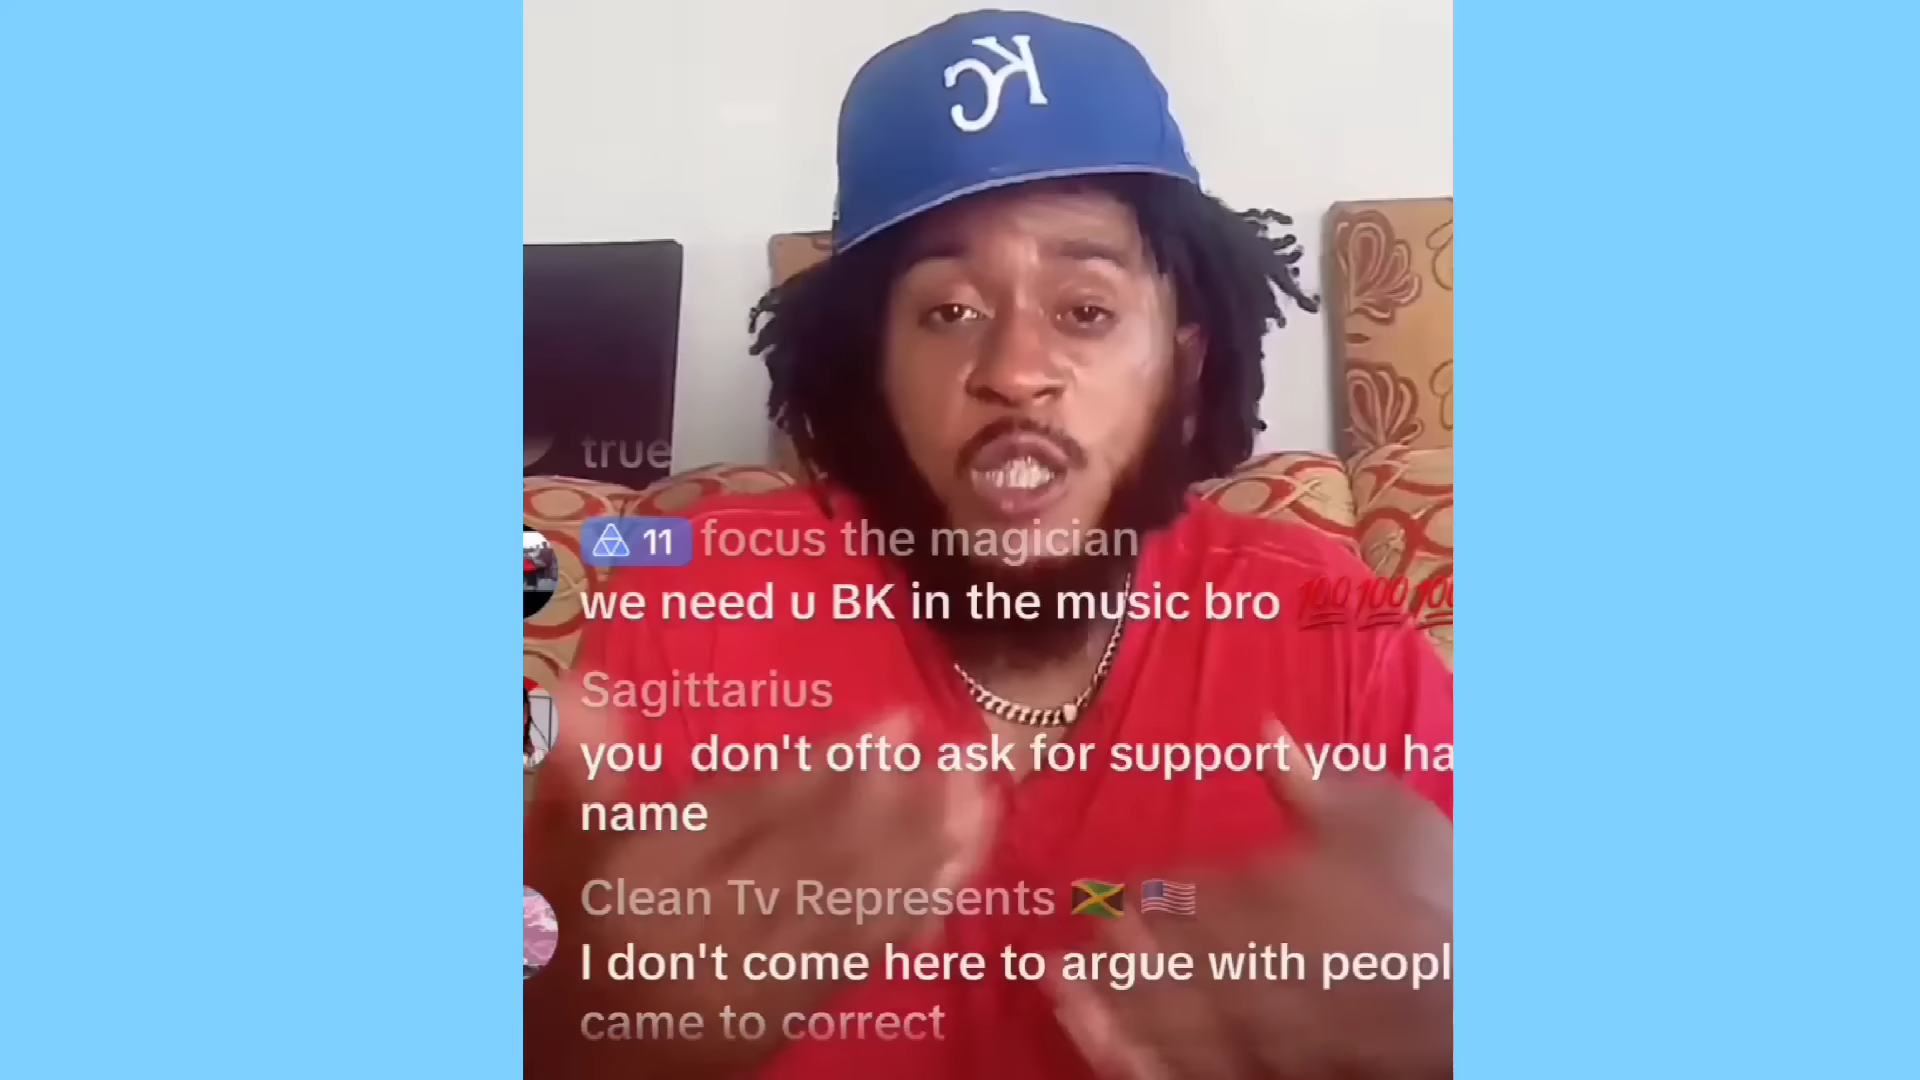 KC
true
11 focus the magician
we need u BK in the music bro 💯💯💯
Sagittarius
you don't ofto ask for support you ha
name
Clean Tv Represents 🇯🇲 🇺🇸
I don't come here to argue with peopl
came to correct